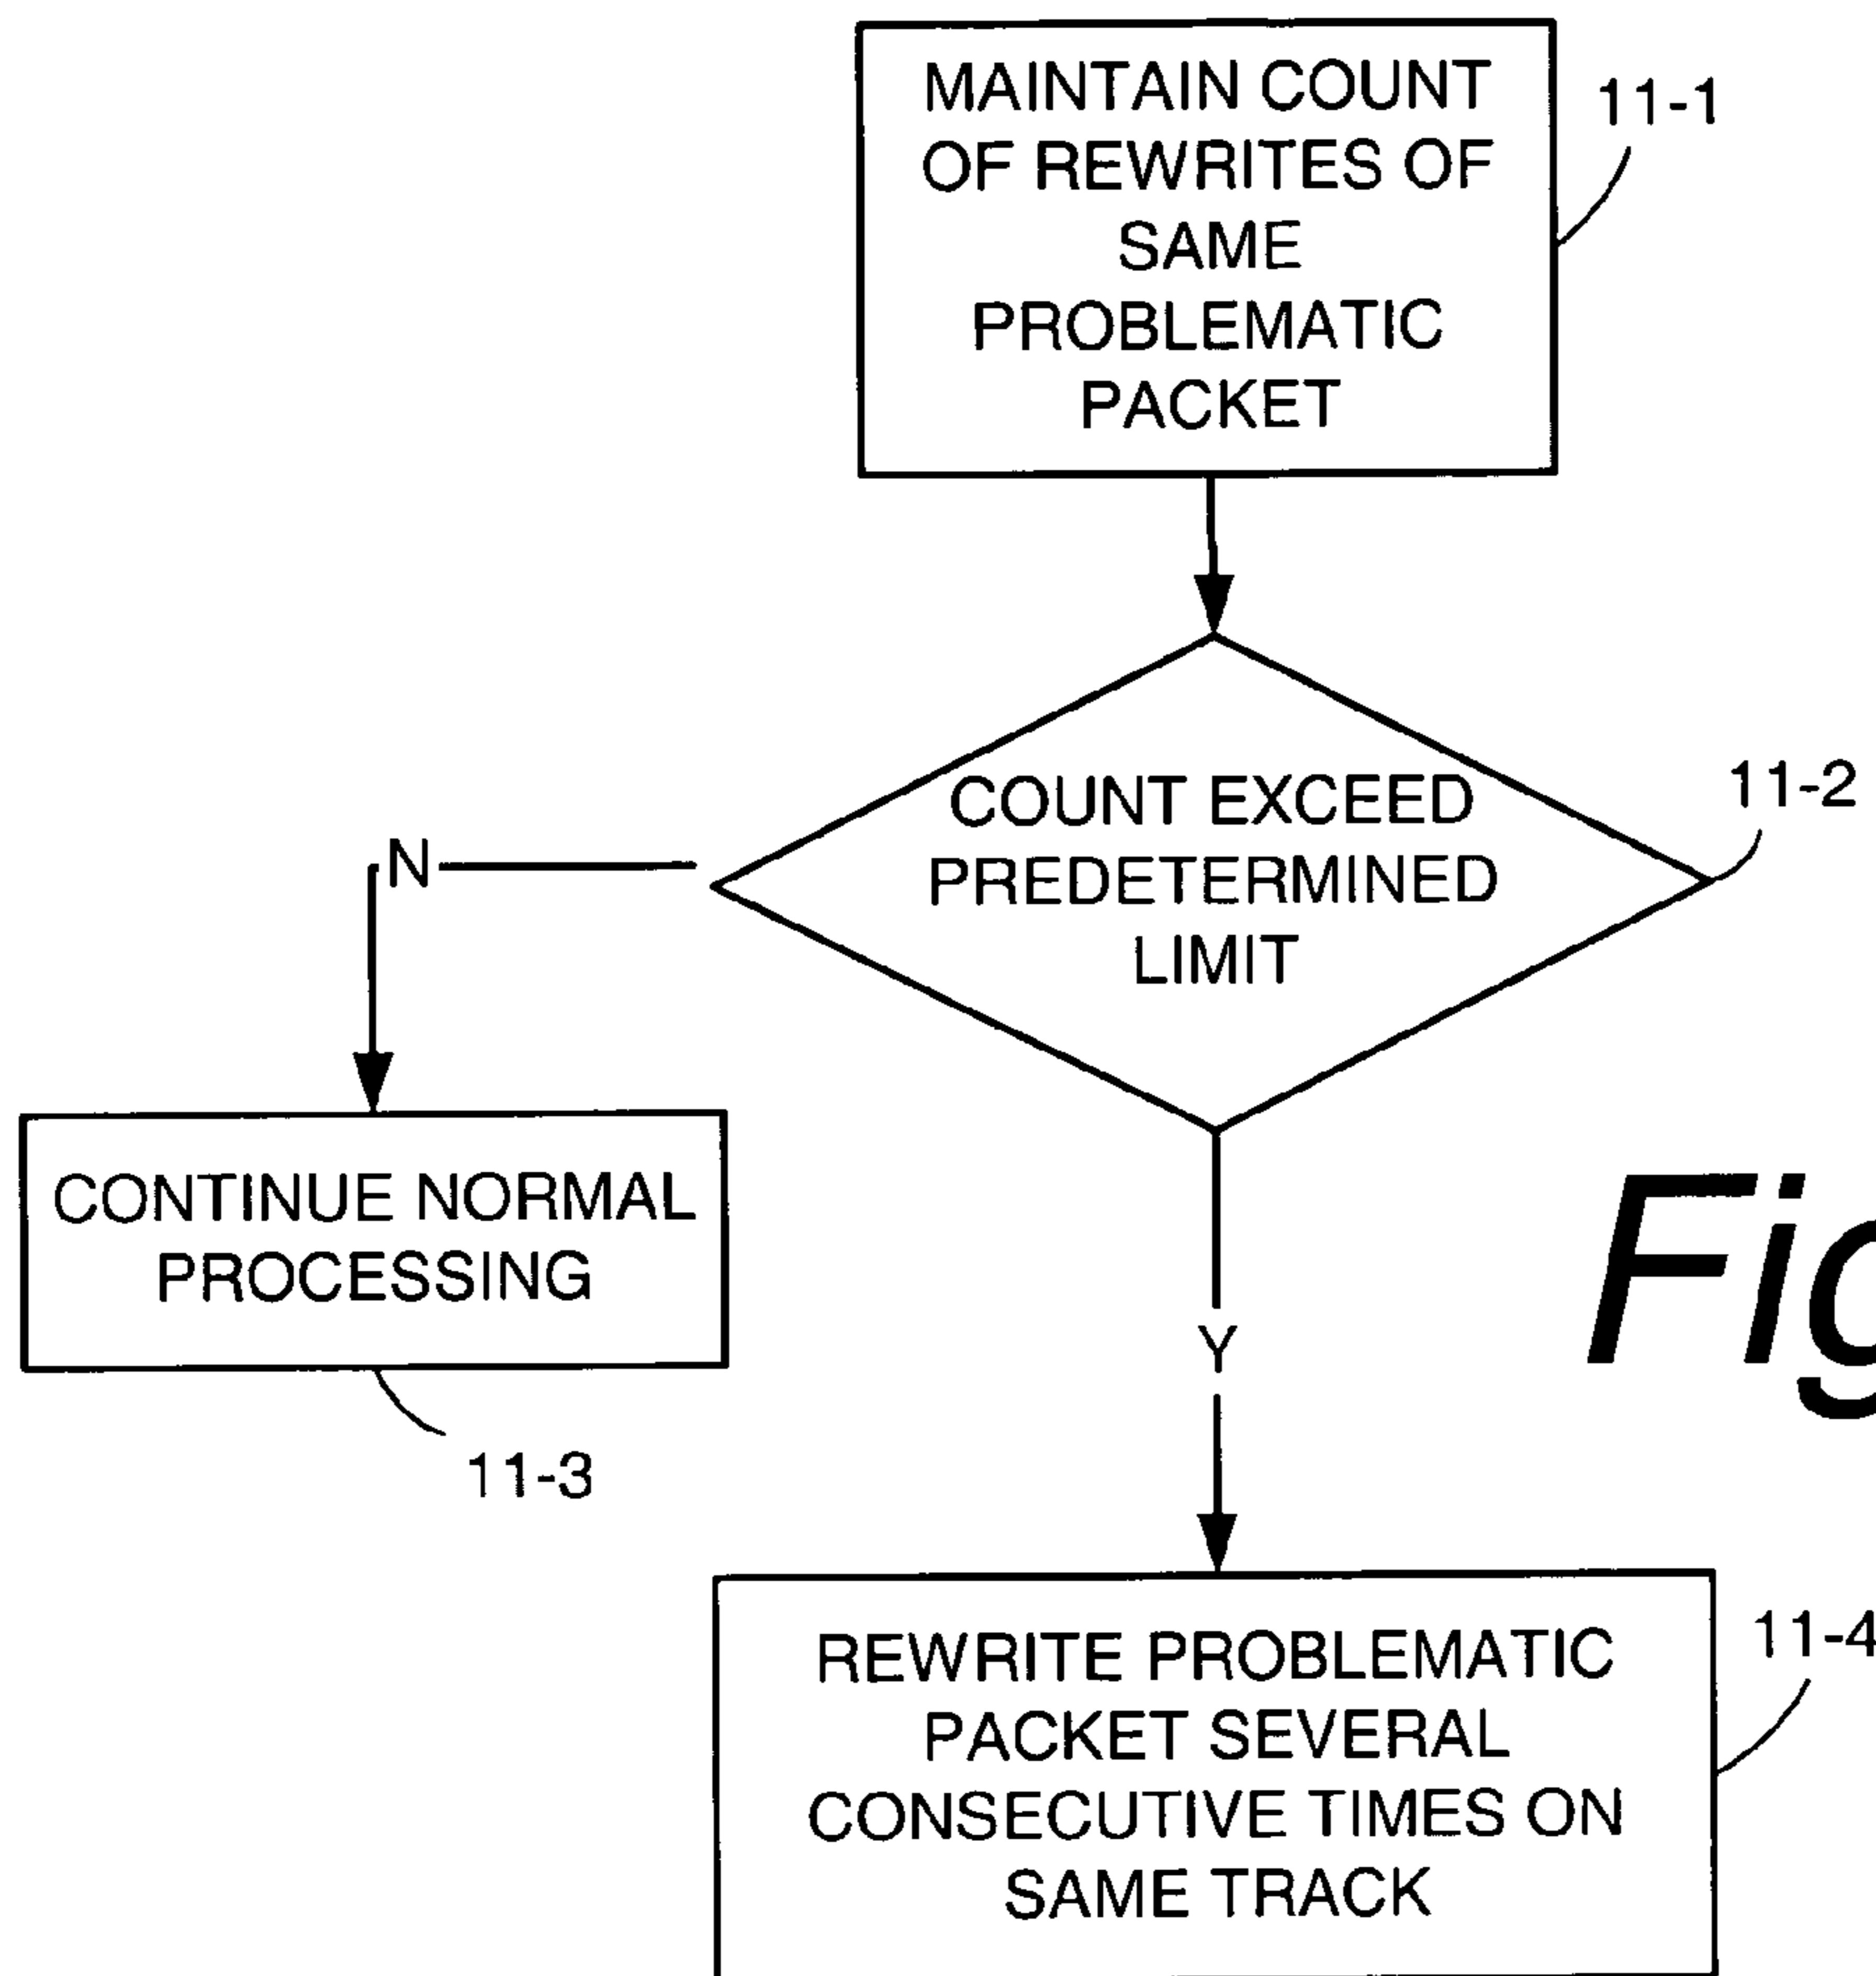 MAINTAIN COUNT
OF REWRITES OF
SAME
PROBLEMATIC
PACKET
11-1
COUNT EXCEED
PREDETERMINED
LIMIT
11-2
N
CONTINUE NORMAL
PROCESSING
11-3
Y
Fig
REWRITE PROBLEMATIC
PACKET SEVERAL
CONSECUTIVE TIMES ON
SAME TRACK
11-4